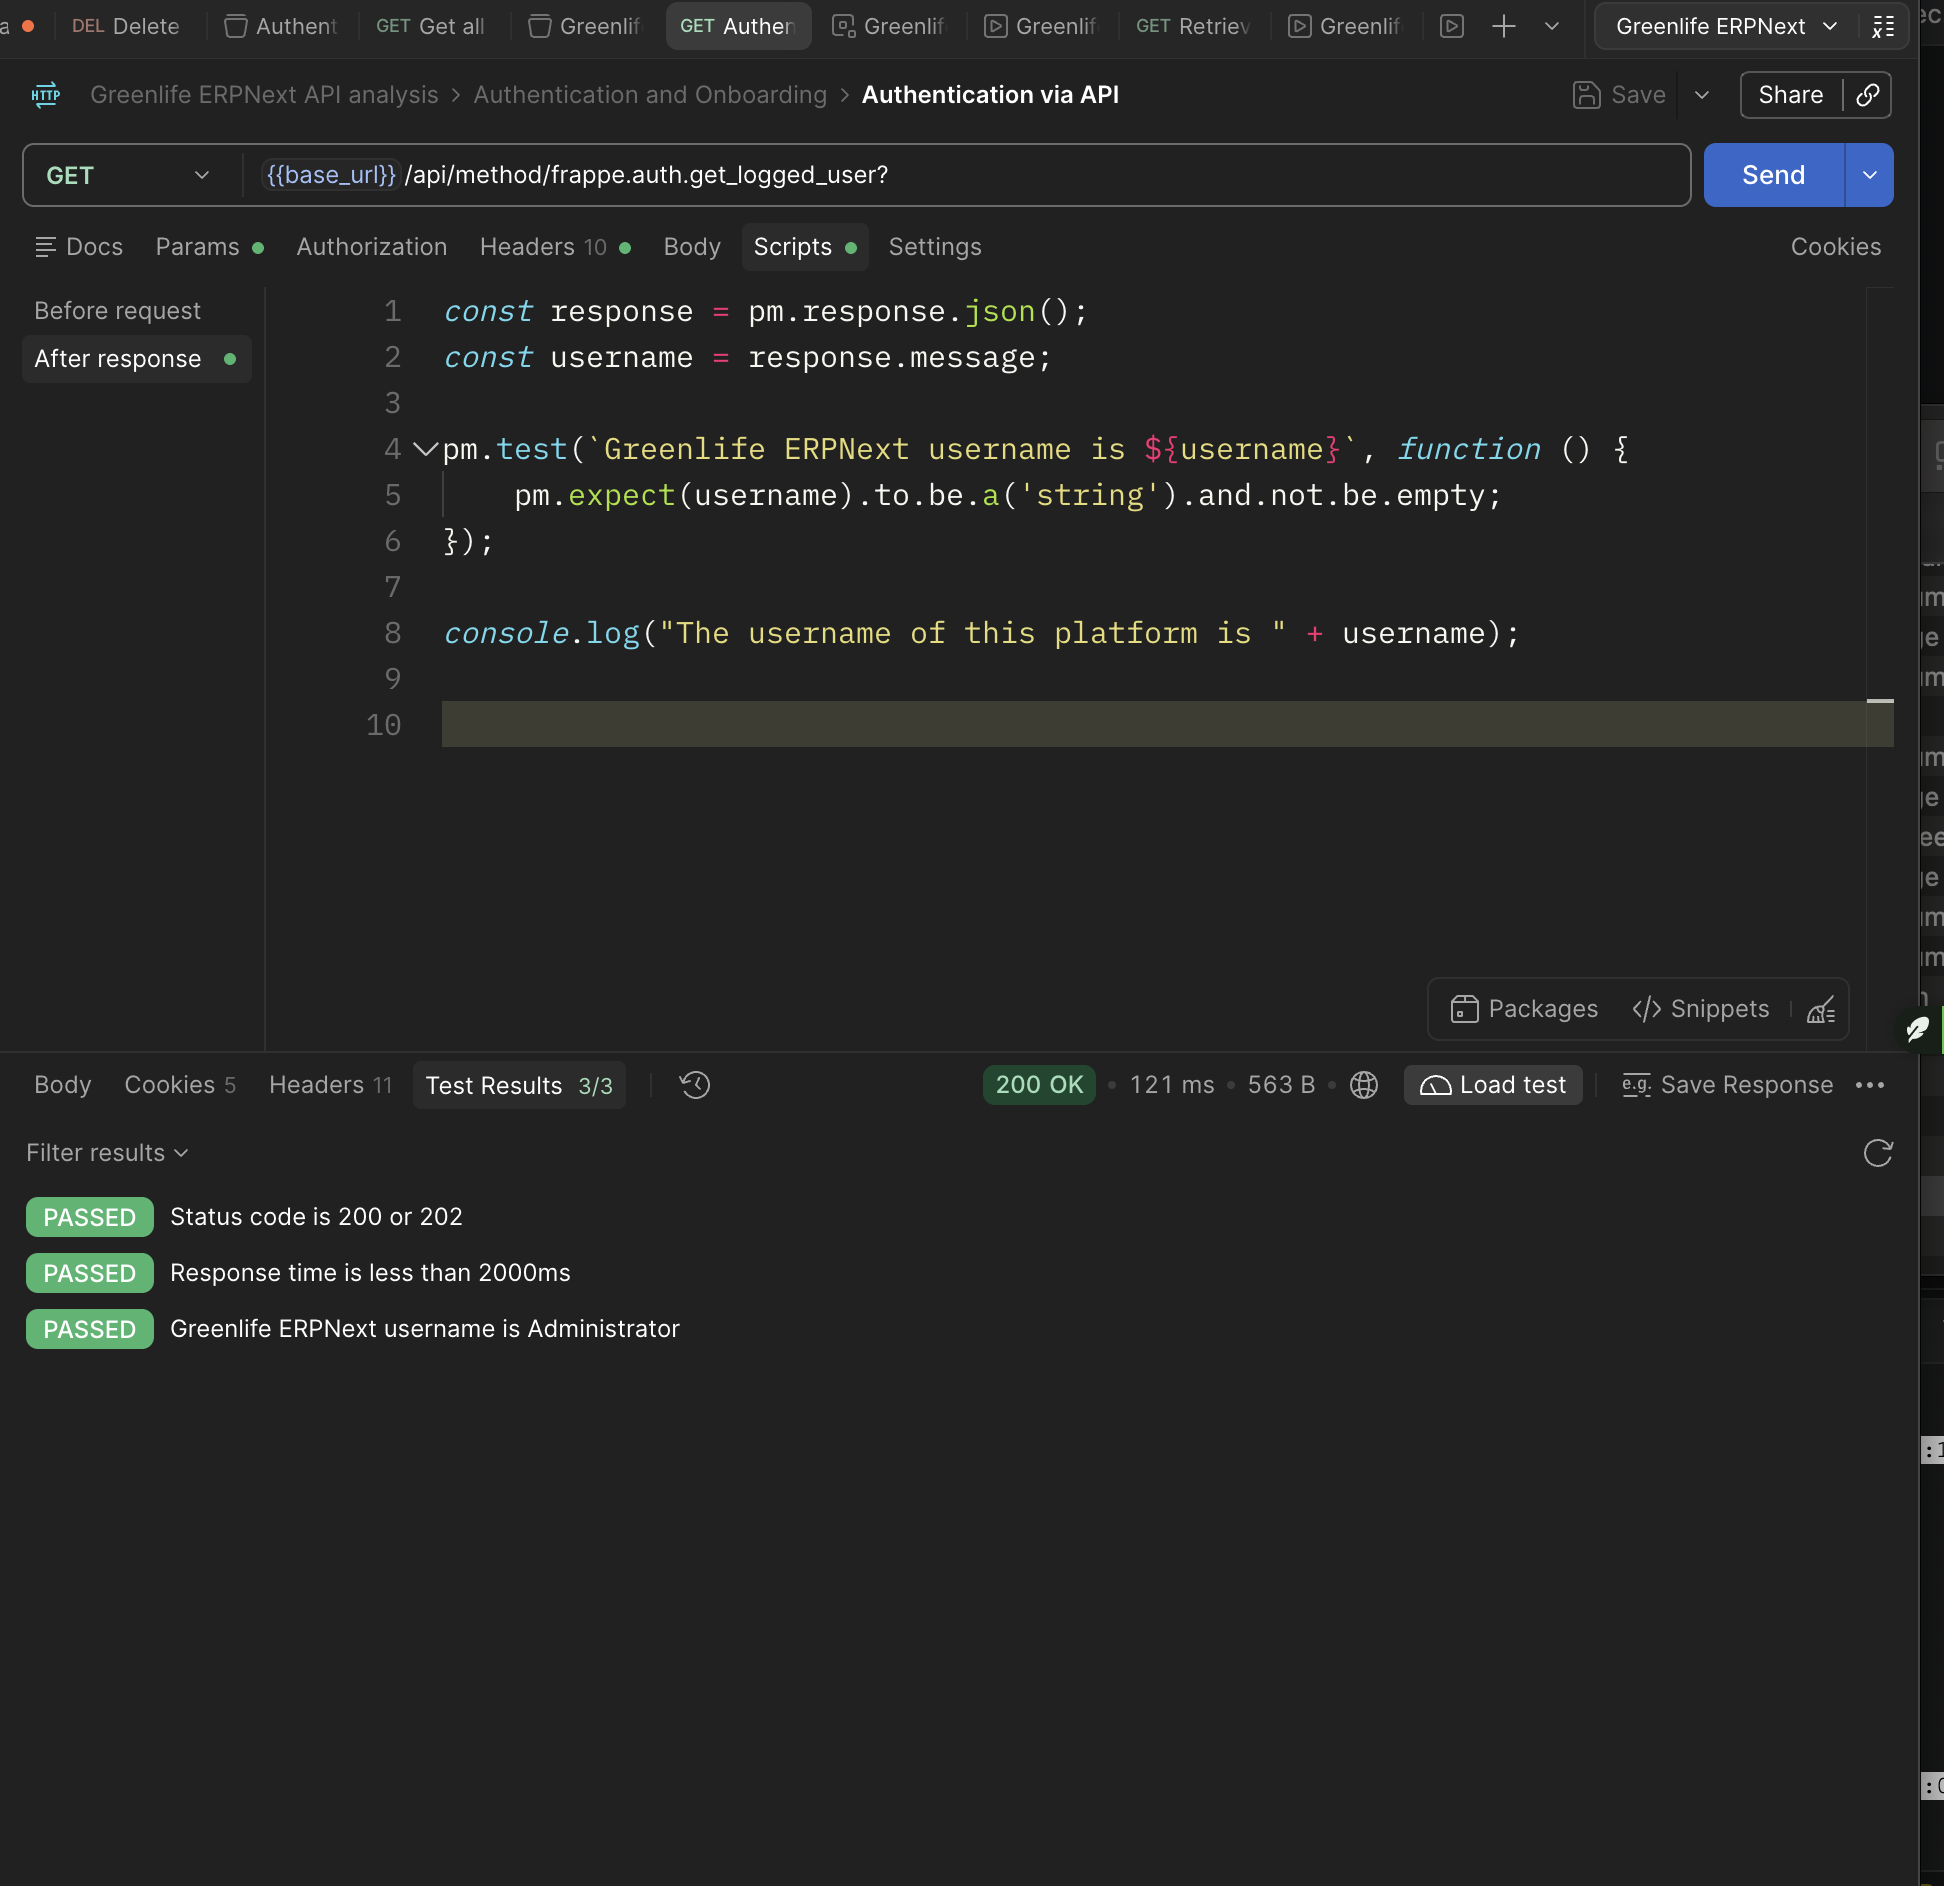 DEL Delete
Authent
GET Get all
Greenlif
GET Authen
Greenlif
Greenlif
GET Retriev
Greenlif
Greenlife ERPNext
HTTP Greenlife ERPNext API analysis > Authentication and Onboarding > Authentication via API
Save
Share
GET
{{base_url}} /api/method/frappe.auth.get_logged_user?
Send
Docs
Params
Authorization
Headers 10
Body
Scripts
Settings
Cookies
Before request
After response
1 const response = pm.response.json();
2 const username = response.message;
3
4 pm.test(`Greenlife ERPNext username is ${username}`, function () {
5 pm.expect(username).to.be.a('string').and.not.be.empty;
6 });
7
8 console.log("The username of this platform is " + username);
9
10
Packages
</> Snippets
Body
Cookies 5
Headers 11
Test Results 3/3
200 OK • 121 ms • 563 B •
Load test
e.g. Save Response
Filter results
PASSED Status code is 200 or 202
PASSED Response time is less than 2000ms
PASSED Greenlife ERPNext username is Administrator